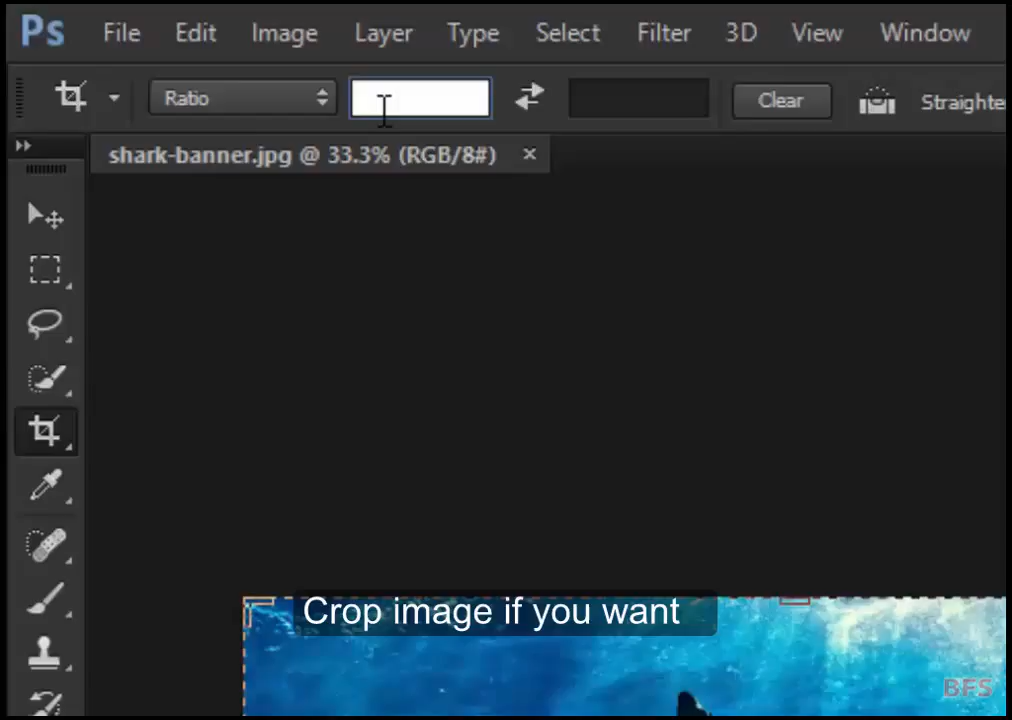 Ps File Edit Image Layer Type Select Filter 3D View Window
Ratio Clear Straighte
shark-banner.jpg @ 33.3% (RGB/8#) ×
Crop image if you want
BFS